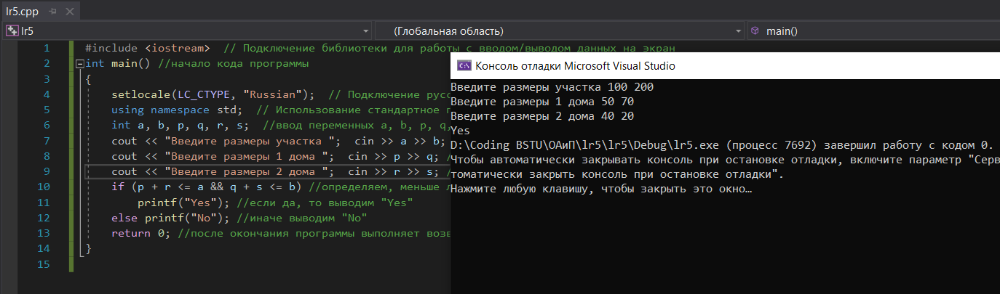 lr5.cpp
lr5 (Глобальная область) main()
1 #include <iostream> // Подключение библиотеки для работы с вводом/выводом данных на экран
2 int main() //начало кода программы
3 {
4 setlocale(LC_CTYPE, "Russian"); // Подключение
5 using namespace std; // Использование стандартное
6 int a, b, p, q, r, s; //ввод переменных a, b, p, q,
7 cout << "Введите размеры участка "; cin >> a >> b;
8 cout << "Введите размеры 1 дома "; cin >> p >> q; /
9 cout << "Введите размеры 2 дома "; cin >> r >> s; /
10 if (p + r <= a && q + s <= b) //определяем, меньше
11 printf("Yes"); //если да, то выводим "Yes"
12 else printf("No"); //иначе выводим "No"
13 return 0; //после окончания программы выполняет
14 }
15
C:\ Консоль отладки Microsoft Visual Studio
Введите размеры участка 100 200
Введите размеры 1 дома 50 70
Введите размеры 2 дома 40 20
Yes
D:\Coding BSTU\ОАиП\lr5\lr5\Debug\lr5.exe (процесс 7692) завершил работу с кодом 0.
Чтобы автоматически закрывать консоль при остановке отладки, включите параметр "Серв
томатически закрыть консоль при остановке отладки".
Нажмите любую клавишу, чтобы закрыть это окно…